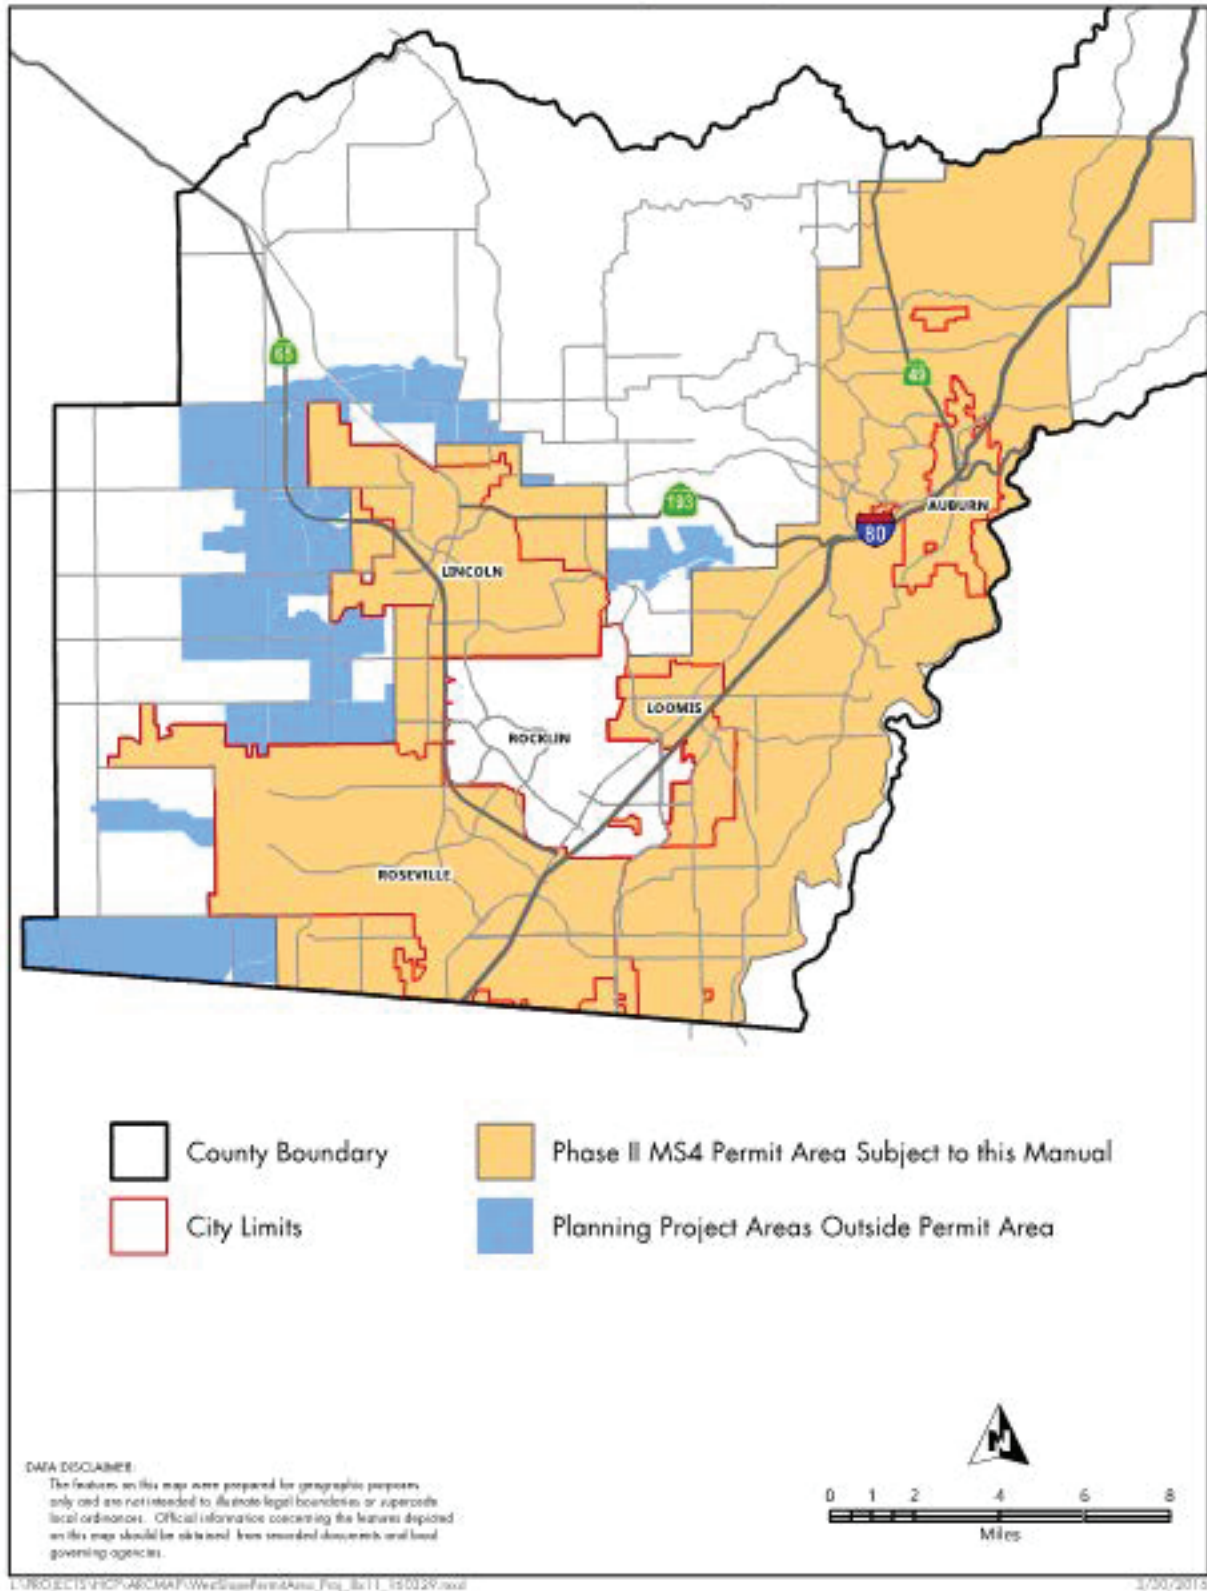 65
49
193
80
AUBURN
LINCOLN
LOOMIS
ROCKLIN
ROSEVILLE
County Boundary
Phase II MS4 Permit Area Subject to this Manual
City Limits
Planning Project Areas Outside Permit Area
N
0 1 2 4 6 8
Miles
DATA DISCLAIMER:
The features on this map were prepared for geographic purposes
only and are not intended to illustrate legal boundaries or supercede
local ordinances. Official information concerning the features depicted
on this map should be obtained from recorded documents and local
governing agencies.